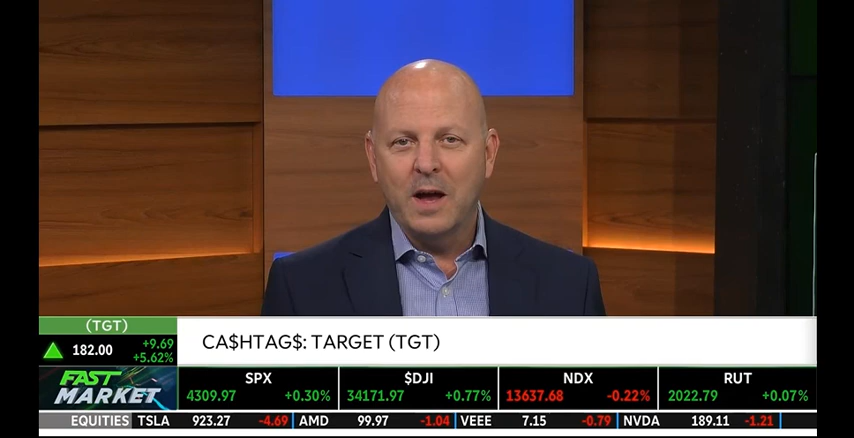 (TGT)
182.00 +9.69
+5.62%
CA$HTAG$: TARGET (TGT)
FAST
MARKET
SPX $DJI NDX RUT
4309.97 +0.30% 34171.97 +0.77% 13637.68 -0.22% 2022.79 +0.07%
EQUITIES TSLA 923.27 -4.69 AMD 99.97 -1.04 VEEE 7.15 -0.79 NVDA 189.11 -1.21